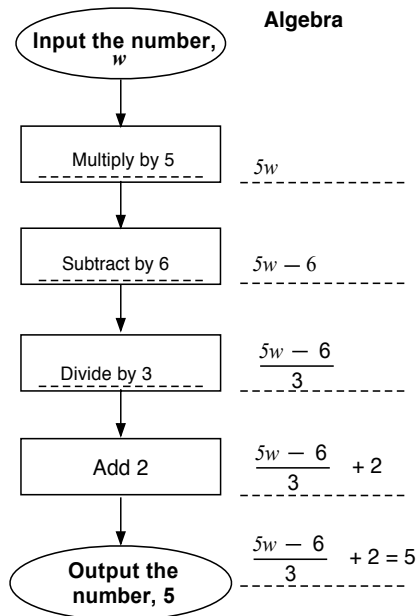 Algebra
Input the number,
w
Multiply by 5
5w
Subtract by 6
5w − 6
Divide by 3
5w − 6
3
Add 2
5w − 6
3
+ 2
Output the
number, 5
5w − 6
3
+ 2 = 5